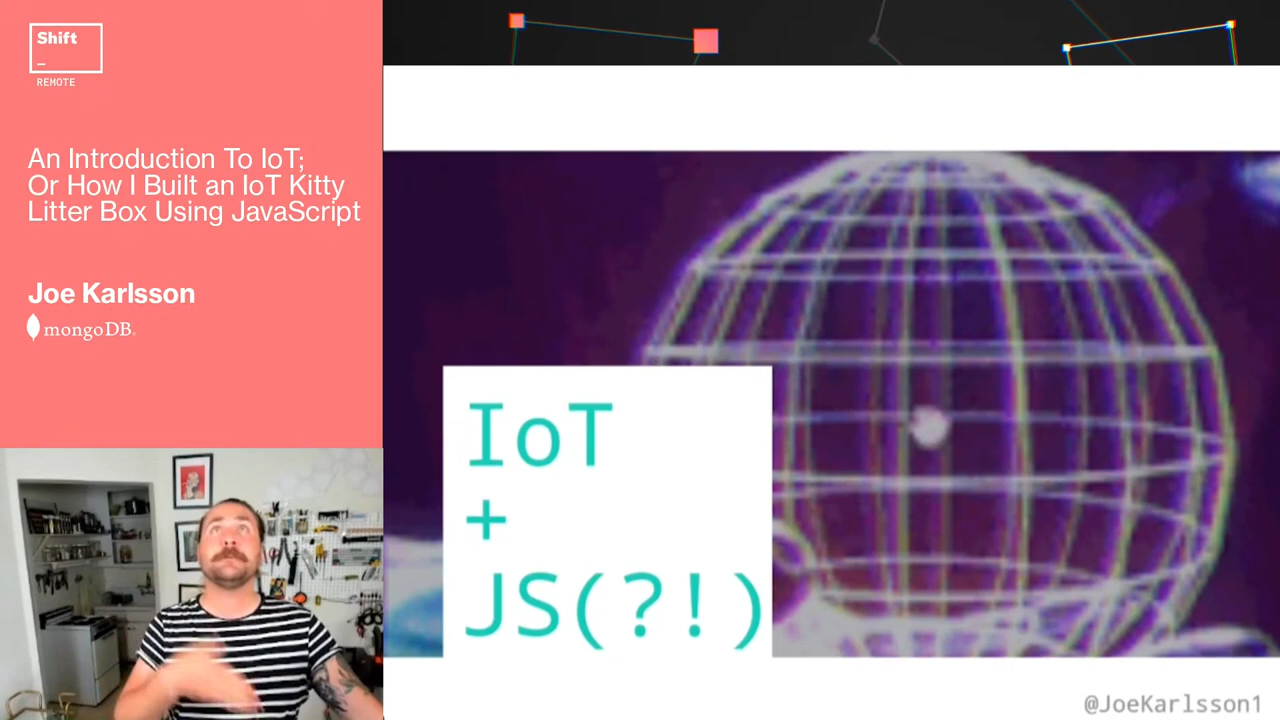 Shift
_
REMOTE
An Introduction To IoT;
Or How I Built an IoT Kitty
Litter Box Using JavaScript
Joe Karlsson
mongoDB.
IoT
+
JS(?!)
@JoeKarlsson1